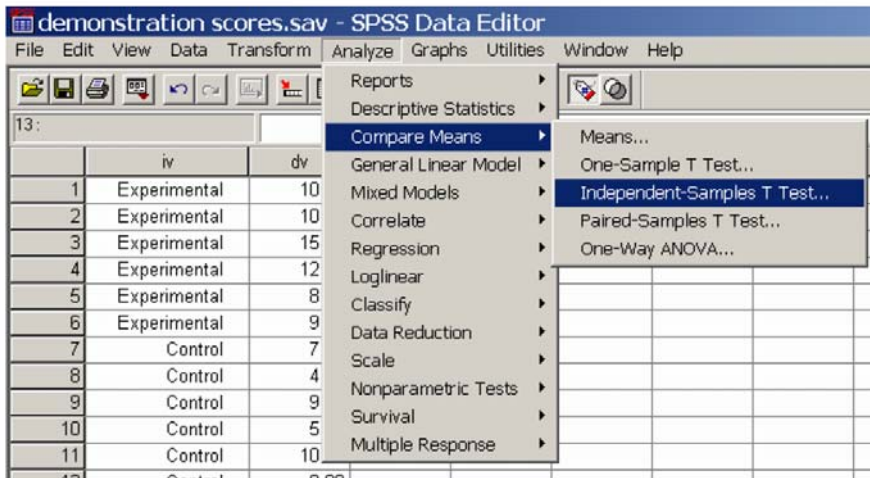 demonstration scores.sav - SPSS Data Editor
File Edit View Data Transform Analyze Graphs Utilities Window Help
13:
Reports
Descriptive Statistics
Compare Means
General Linear Model
Mixed Models
Correlate
Regression
Loglinear
Classify
Data Reduction
Scale
Nonparametric Tests
Survival
Multiple Response
Means...
One-Sample T Test...
Independent-Samples T Test...
Paired-Samples T Test...
One-Way ANOVA...
iv dv
1 Experimental 10
2 Experimental 10
3 Experimental 15
4 Experimental 12
5 Experimental 8
6 Experimental 9
7 Control 7
8 Control 4
9 Control 9
10 Control 5
11 Control 10